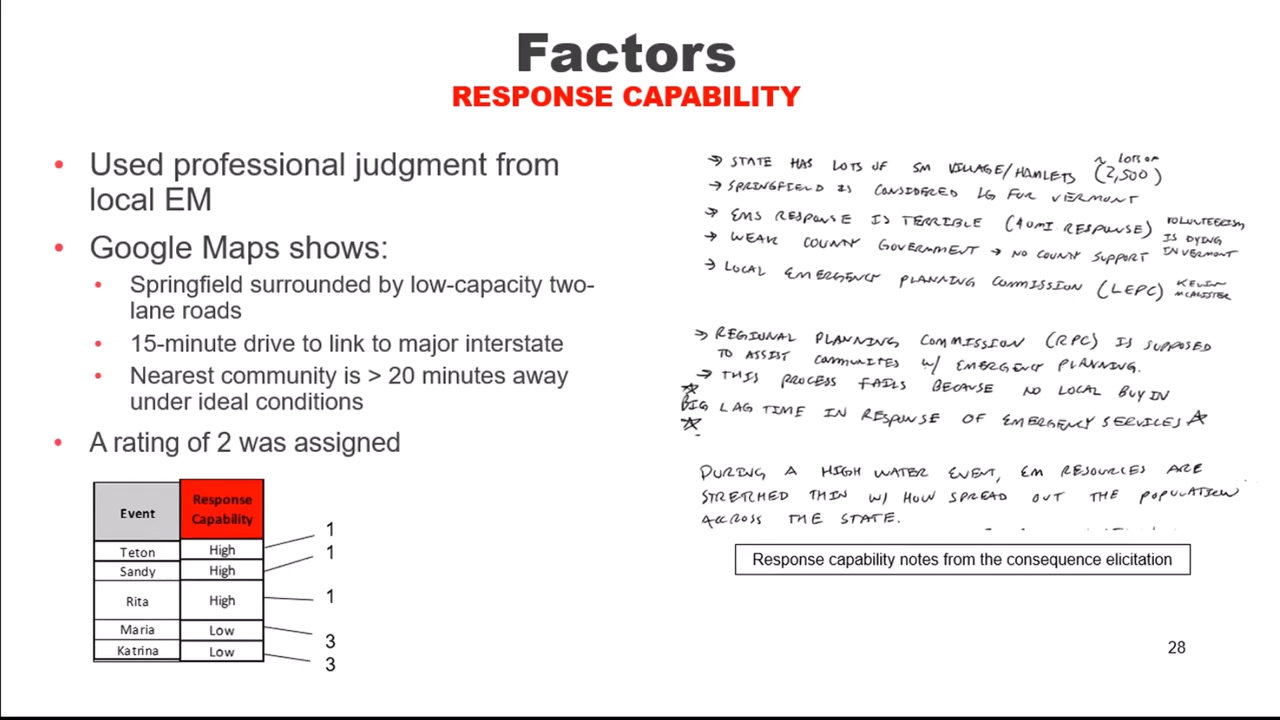 Factors
RESPONSE CAPABILITY
• Used professional judgment from
local EM
• Google Maps shows:
• Springfield surrounded by low-capacity two-
lane roads
• 15-minute drive to link to major interstate
• Nearest community is > 20 minutes away
under ideal conditions
• A rating of 2 was assigned
Event Response Capability
Teton High 1
Sandy High 1
Rita High 1
Maria Low 3
Katrina Low 3
→ STATE HAS LOTS OF SM VILLAGE/HAMLETS (2,500) ~ LOTS OF
→ SPRINGFIELD IS CONSIDERED LG FOR VERMONT
→ EMS RESPONSE IS TERRIBLE (40MI RESPONSE) VOLUNTEERISM
IS DYING
IN VERMONT
→ WEAK COUNTY GOVERNMENT → NO COUNTY SUPPORT
→ LOCAL EMERGENCY PLANNING COMMISSION (LEPC) KEVIN
MCALISTER
→ REGIONAL PLANNING COMMISSION (RPC) IS SUPPOSED
TO ASSIST COMMUNITES W/ EMERGENCY PLANNING.
→ THIS PROCESS FAILS BECAUSE NO LOCAL BUY IN
BIG LAG TIME IN RESPONSE OF EMERGENCY SERVICES
DURING A HIGH WATER EVENT, EM RESOURCES ARE
STRETCHED THIN W/ HOW SPREAD OUT THE POPULATION
ACCROSS THE STATE.
Response capability notes from the consequence elicitation
28